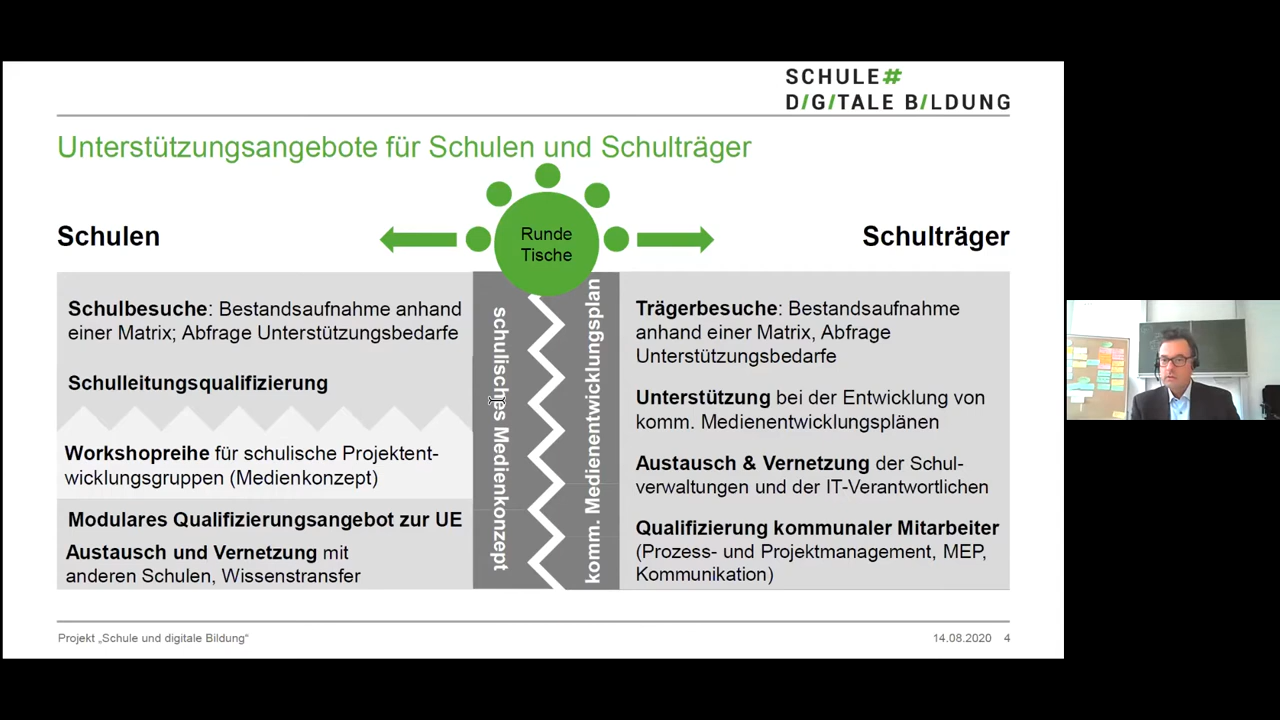 SCHULE#
DIGITALE BILDUNG
Unterstützungsangebote für Schulen und Schulträger
Schulen
Runde
Tische
Schulträger
Schulbesuche: Bestandsaufnahme anhand
einer Matrix; Abfrage Unterstützungsbedarfe
Schulleitungsqualifizierung
Workshopreihe für schulische Projektent-
wicklungsgruppen (Medienkonzept)
Modulares Qualifizierungsangebot zur UE
Austausch und Vernetzung mit
anderen Schulen, Wissenstransfer
schulisches Medienkonzept
komm. Medienentwicklungsplan
Trägerbesuche: Bestandsaufnahme
anhand einer Matrix, Abfrage
Unterstützungsbedarfe
Unterstützung bei der Entwicklung von
komm. Medienentwicklungsplänen
Austausch & Vernetzung der Schul-
verwaltungen und der IT-Verantwortlichen
Qualifizierung kommunaler Mitarbeiter
(Prozess- und Projektmanagement, MEP,
Kommunikation)
Projekt „Schule und digitale Bildung“
14.08.2020 4